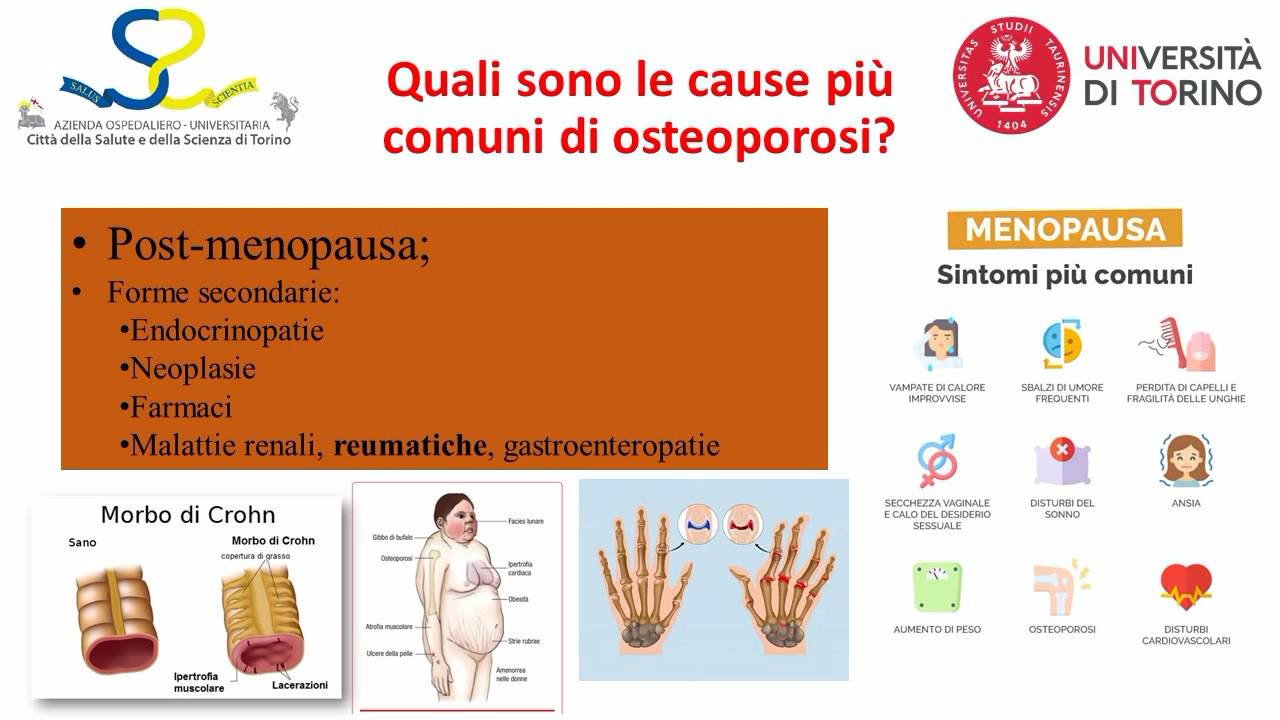 SALUS
SCIENTIA
AZIENDA OSPEDALIERO - UNIVERSITARIA
Città della Salute e della Scienza di Torino
Quali sono le cause più
comuni di osteoporosi?
UNIVERSITAS STUDII TAURINENSIS
1404
UNIVERSITÀ
DI TORINO
• Post-menopausa;
• Forme secondarie:
•Endocrinopatie
•Neoplasie
•Farmaci
•Malattie renali, reumatiche, gastroenteropatie
Morbo di Crohn
Sano
Morbo di Crohn
copertura di grasso
Ipertrofia
muscolare
Lacerazioni
Facies lunare
Gibbo di bufalo
Osteoporosi
Ipertrofia
cardiaca
Obesità
Atrofia muscolare
Strie rubrae
Ulcere della pelle
Amenorrea
nelle donne
MENOPAUSA
Sintomi più comuni
VAMPATE DI CALORE
IMPROVVISE
SBALZI DI UMORE
FREQUENTI
PERDITA DI CAPELLI E
FRAGILITÀ DELLE UNGHIE
SECCHEZZA VAGINALE
E CALO DEL DESIDERIO
SESSUALE
DISTURBI DEL
SONNO
ANSIA
AUMENTO DI PESO
OSTEOPOROSI
DISTURBI
CARDIOVASCOLARI